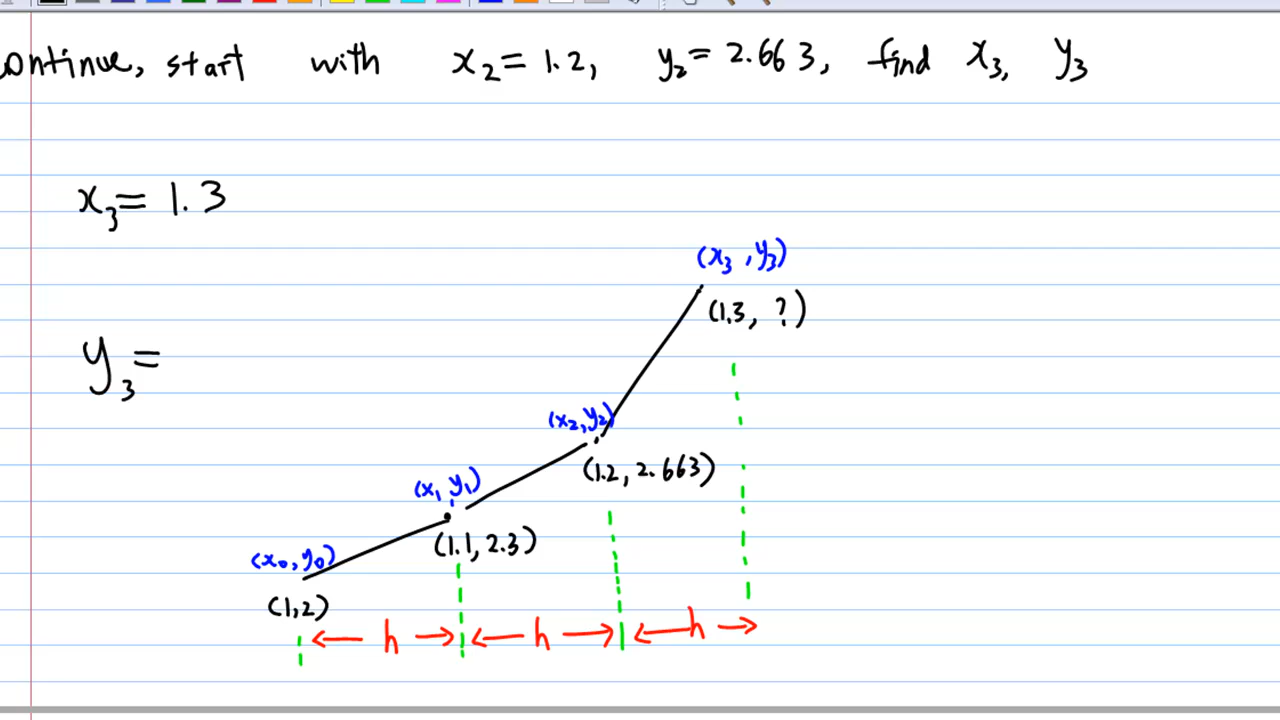 ontinue, start with x₂ = 1.2, y₂ = 2.663, find x₃, y₃
x₃ = 1.3
(x₃, y₃)
(1.3, ?)
y₃ =
(x₂, y₂)
(1.2, 2.663)
(x₁, y₁)
(1.1, 2.3)
(x₀, y₀)
(1, 2)
h h h